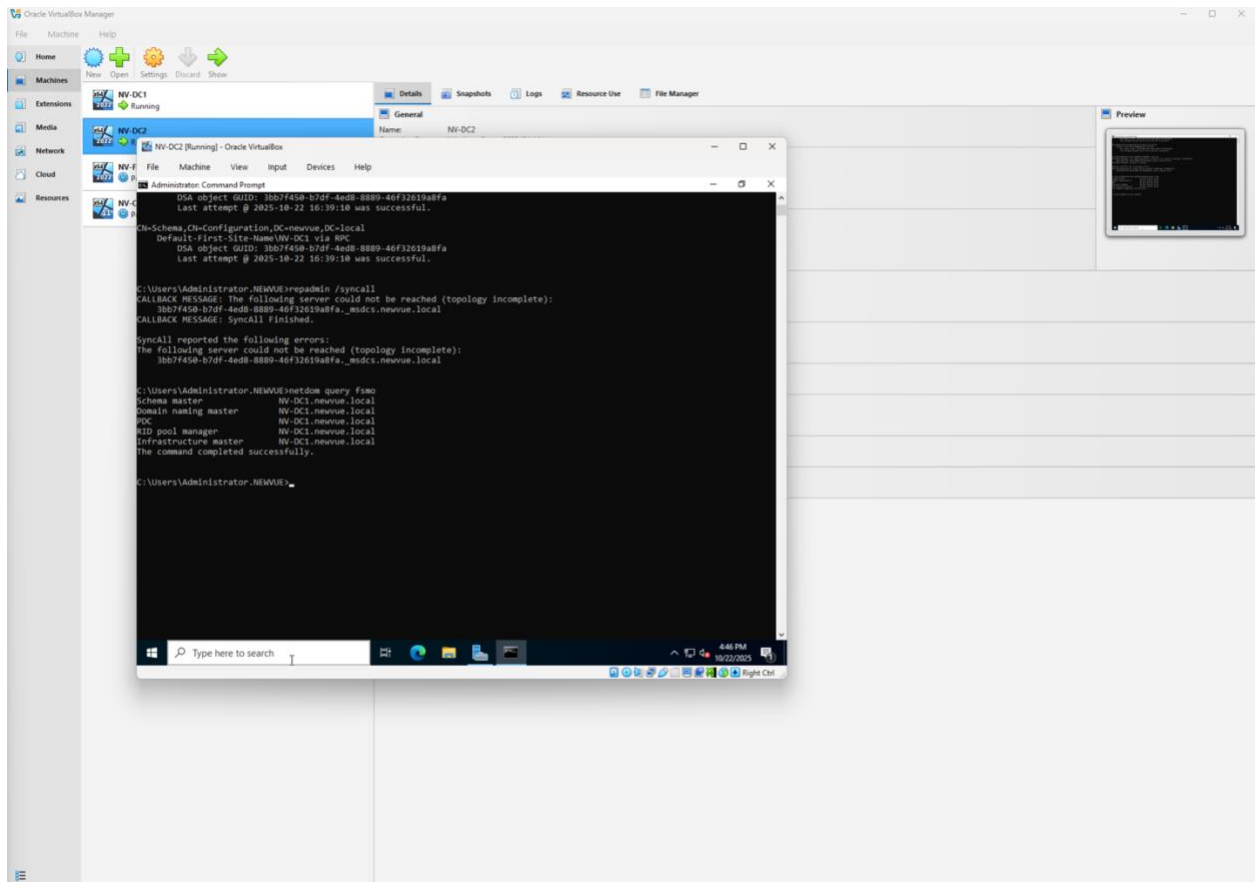 Oracle VirtualBox Manager
File Machine Help
Home
Machines
Extensions
Media
Network
Cloud
Resources
New Open Settings Discard Show
NV-DC1
Running
NV-DC2
Details Snapshots Logs Resource Use File Manager
General
Name: NV-DC2
Preview
NV-DC2 [Running] - Oracle VirtualBox
File Machine View Input Devices Help
Administrator: Command Prompt
DSA object GUID: 3bb7f450-b7df-4ed8-8889-46f32619a8fa
Last attempt @ 2025-10-22 16:39:10 was successful.
CN=Schema,CN=Configuration,DC=newvue,DC=local
Default-First-Site-Name\NV-DC1 via RPC
DSA object GUID: 3bb7f450-b7df-4ed8-8889-46f32619a8fa
Last attempt @ 2025-10-22 16:39:10 was successful.
C:\Users\Administrator.NEWVUE>repadmin /syncall
CALLBACK MESSAGE: The following server could not be reached (topology incomplete):
3bb7f450-b7df-4ed8-8889-46f32619a8fa._msdcs.newvue.local
CALLBACK MESSAGE: SyncAll Finished.
SyncAll reported the following errors:
The following server could not be reached (topology incomplete):
3bb7f450-b7df-4ed8-8889-46f32619a8fa._msdcs.newvue.local
C:\Users\Administrator.NEWVUE>netdom query fsmo
Schema master NV-DC1.newvue.local
Domain naming master NV-DC1.newvue.local
PDC NV-DC1.newvue.local
RID pool manager NV-DC1.newvue.local
Infrastructure master NV-DC1.newvue.local
The command completed successfully.
C:\Users\Administrator.NEWVUE>
Type here to search
4:46 PM
10/22/2025
Right Ctrl